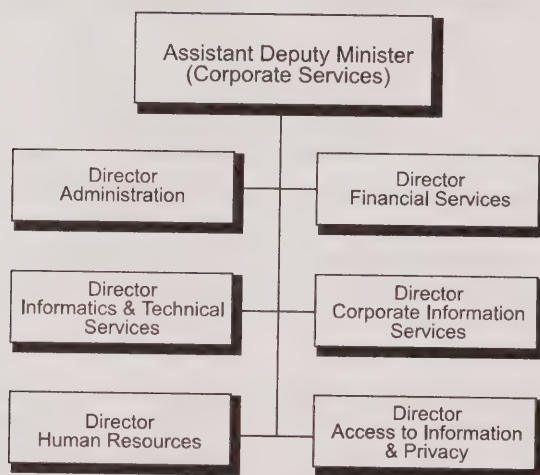 Assistant Deputy Minister
(Corporate Services)
Director
Administration
Director
Financial Services
Director
Informatics & Technical
Services
Director
Corporate Information
Services
Director
Human Resources
Director
Access to Information
& Privacy